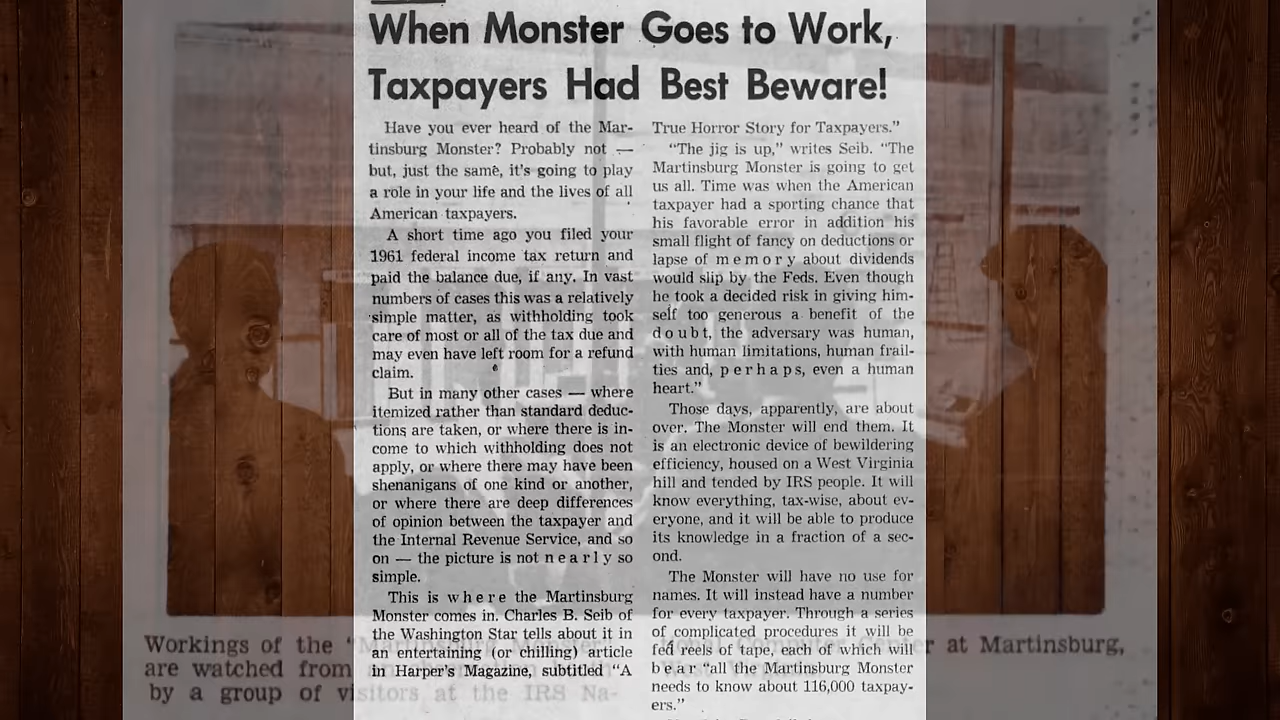 When Monster Goes to Work,
Taxpayers Had Best Beware!
Have you ever heard of the Mar-
tinsburg Monster? Probably not —
but, just the same, it's going to play
a role in your life and the lives of all
American taxpayers.
A short time ago you filed your
1961 federal income tax return and
paid the balance due, if any. In vast
numbers of cases this was a relatively
simple matter, as withholding took
care of most or all of the tax due and
may even have left room for a refund
claim.
But in many other cases — where
itemized rather than standard deduc-
tions are taken, or where there is in-
come to which withholding does not
apply, or where there may have been
shenanigans of one kind or another,
or where there are deep differences
of opinion between the taxpayer and
the Internal Revenue Service, and so
on — the picture is not nearly so
simple.
This is where the Martinsburg
Monster comes in. Charles B. Seib of
the Washington Star tells about it in
an entertaining (or chilling) article
in Harper's Magazine, subtitled "A
True Horror Story for Taxpayers."
"The jig is up," writes Seib. "The
Martinsburg Monster is going to get
us all. Time was when the American
taxpayer had a sporting chance that
his favorable error in addition his
small flight of fancy on deductions or
lapse of memory about dividends
would slip by the Feds. Even though
he took a decided risk in giving him-
self too generous a benefit of the
doubt, the adversary was human,
with human limitations, human frail-
ties and, perhaps, even a human
heart."
Those days, apparently, are about
over. The Monster will end them. It
is an electronic device of bewildering
efficiency, housed on a West Virginia
hill and tended by IRS people. It will
know everything, tax-wise, about ev-
eryone, and it will be able to produce
its knowledge in a fraction of a sec-
ond.
The Monster will have no use for
names. It will instead have a number
for every taxpayer. Through a series
of complicated procedures it will be
fed reels of tape, each of which will
bear "all the Martinsburg Monster
needs to know about 116,000 taxpay-
ers."
Workings of the " at Martinsburg,
are watched from
by a group of visitors at the IRS Na-